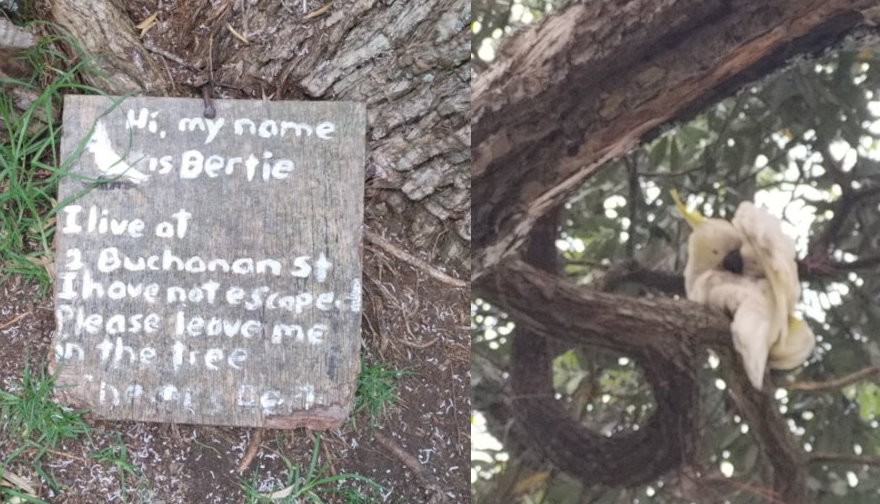 Hi, my name
is Bertie
I live at
2 Buchanan St
I have not escaped
Please leave me
in the tree